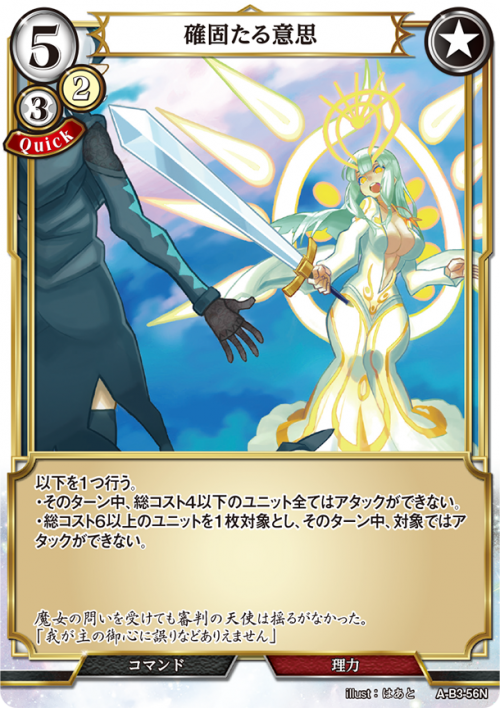 5
確固たる意思
3
2
Quick
以下を1つ行う。
・そのターン中、総コスト4以下のユニット全てはアタックができない。
・総コスト6以上のユニットを1枚対象とし、そのターン中、対象ではア
タックができない。
魔女の問いを受けても審判の天使は揺るがなかった。
「我が主の御心に誤りなどありえません」
コマンド
理力
illust：はあと
A-B3-56N